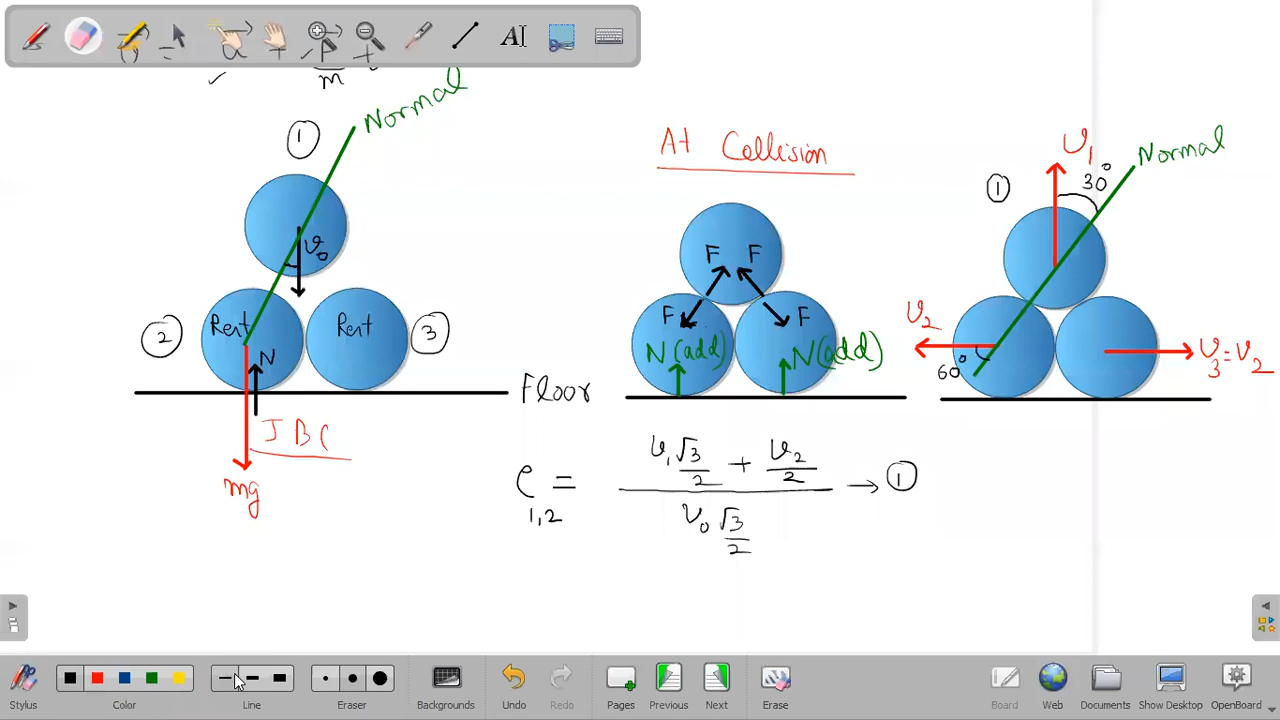 m
Normal
①
v₀
Rest
Rest
②
③
N
JBC
mg
Floor
At Collision
F F
F F
N(add) N(add)
Normal
v₁
30°
①
v₂
60°
v₃=v₂
e₁,₂ = (v₁ √3/2 + v₂/2) / (v₀ √3/2) → ①
Stylus
Color
Line
Eraser
Backgrounds
Undo
Redo
Pages
Previous
Next
Erase
Board
Web
Documents
Show Desktop
OpenBoard